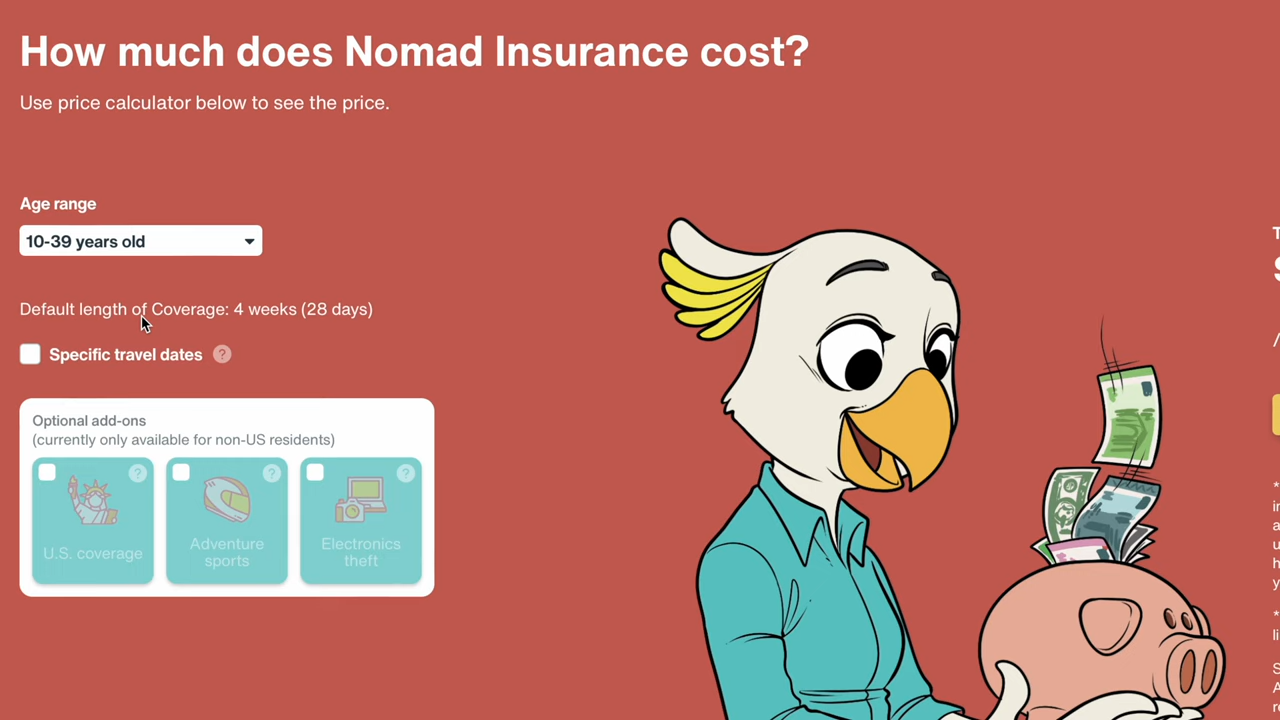 How much does Nomad Insurance cost?
Use price calculator below to see the price.
Age range
10-39 years old
Default length of Coverage: 4 weeks (28 days)
Specific travel dates ?
Optional add-ons
(currently only available for non-US residents)
?
?
?
U.S. coverage
Adventure
sports
Electronics
theft